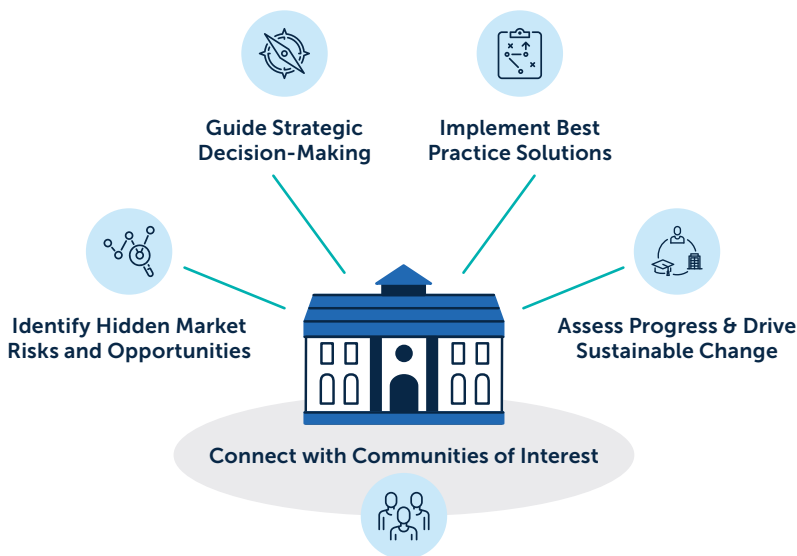 Guide Strategic
Decision-Making
Implement Best
Practice Solutions
Identify Hidden Market
Risks and Opportunities
Assess Progress & Drive
Sustainable Change
Connect with Communities of Interest